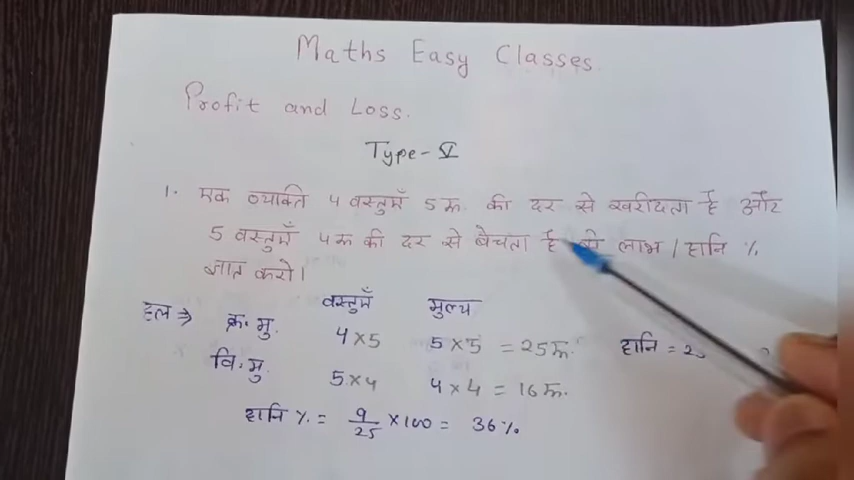 Maths Easy Classes.
Profit and Loss.
Type - V
1. एक व्यक्ति 4 वस्तुएँ 5 रू. की दर से खरीदता है और
5 वस्तुएँ 4 रू की दर से बेचता है लाभ / हानि %
ज्ञात करो।
वस्तुएँ मुल्य
हल ⇒ क्र. मु. 4×5 5×5 = 25 रू. हानि =
वि. मु. 5×4 4×4 = 16 रू.
हानि % = 9/25 ×100 = 36%